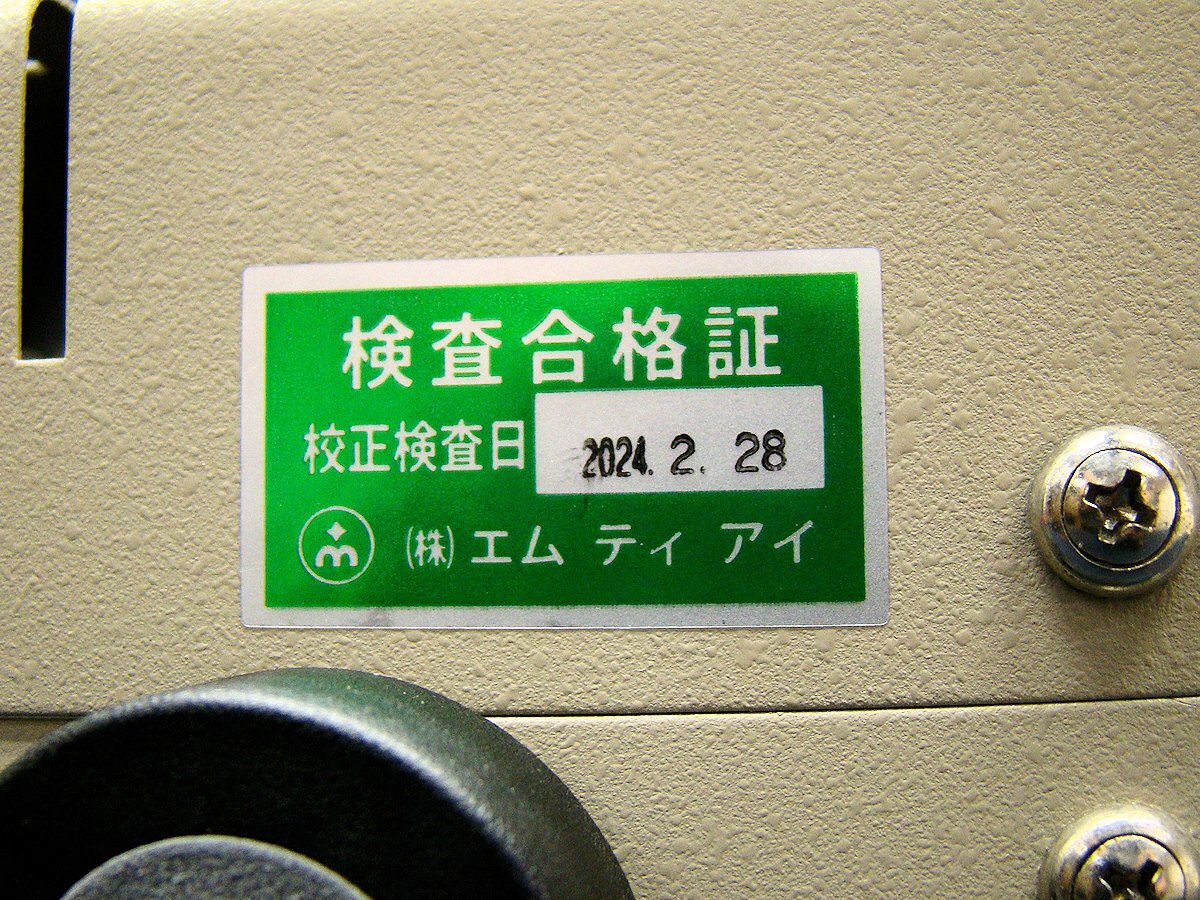 検査合格証
校正検査日 2024. 2. 28
m ㈱ エム ティ アイ